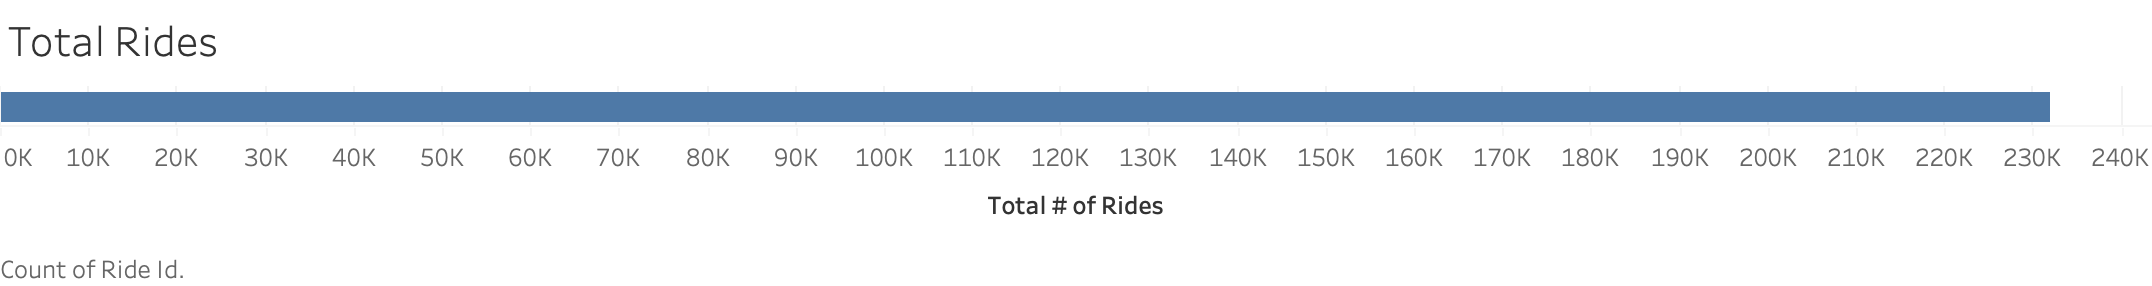 Total Rides
0K 10K 20K 30K 40K 50K 60K 70K 80K 90K 100K 110K 120K 130K 140K 150K 160K 170K 180K 190K 200K 210K 220K 230K 240K
Total # of Rides
Count of Ride Id.